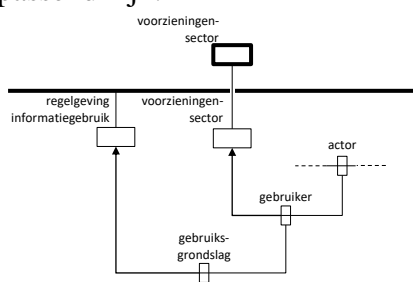 voorzieningen-
sector
regelgeving
informatiegebruik
voorzieningen-
sector
actor
gebruiker
gebruiks-
grondslag